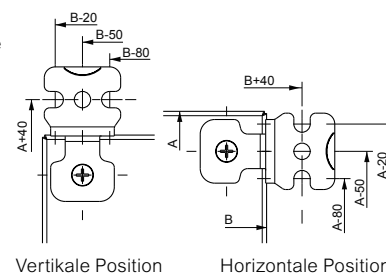 e
B-20
B-50
B-80
A+40
B+40
A
B
A-20
A-50
A-80
Vertikale Position
Horizontale Position